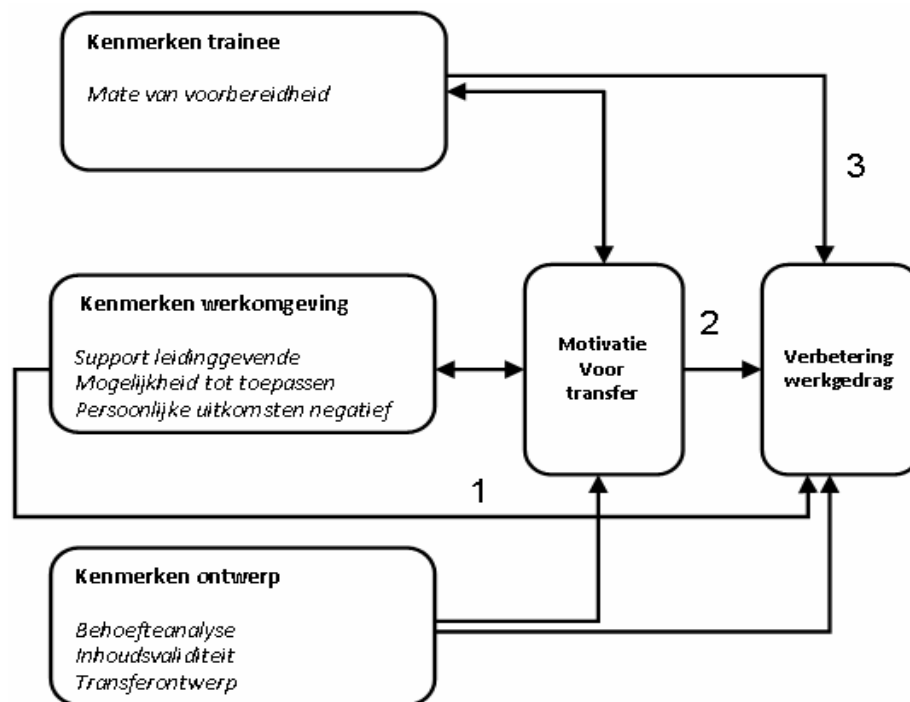 Kenmerken trainee
Mate van voorbereidheid
3
Kenmerken werkomgeving
Support leidinggevende
Mogelijkheid tot toepassen
Persoonlijke uitkomsten negatief
Motivatie
Voor
transfer
2
Verbetering
werkgedrag
1
Kenmerken ontwerp
Behoefteanalyse
Inhoudsvaliditeit
Transferontwerp